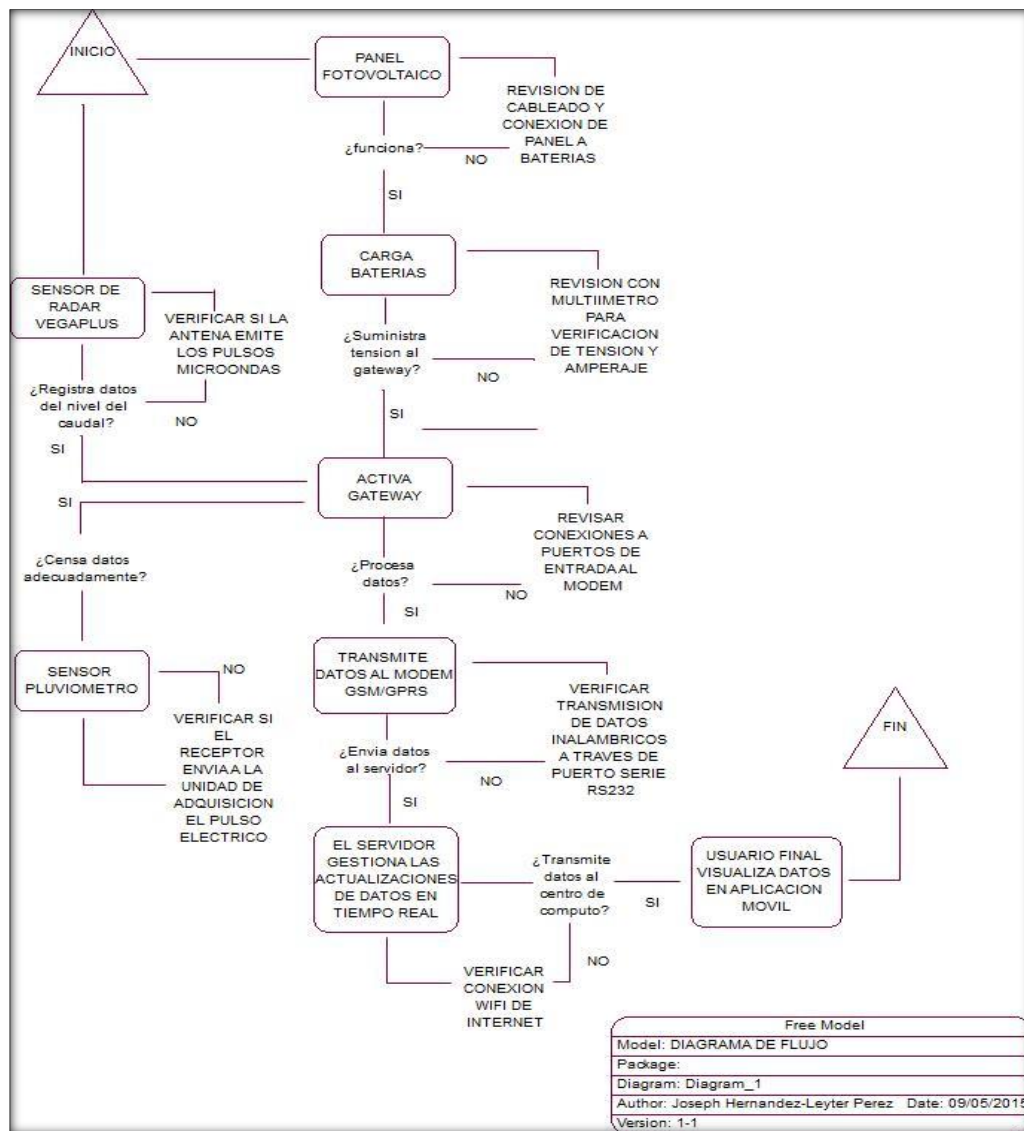 INICIO
PANEL
FOTOVOLTAICO
REVISION DE
CABLEADO Y
CONEXION DE
PANEL A
BATERIAS
¿funciona?
NO
SI
CARGA
BATERIAS
REVISION CON
MULTIIMETRO
PARA
VERIFICACION
DE TENSION Y
AMPERAJE
¿Suministra
tension al
gateway?
NO
SI
SENSOR DE
RADAR
VEGAPLUS
VERIFICAR SI LA
ANTENA EMITE
LOS PULSOS
MICROONDAS
¿Registra datos
del nivel del
caudal?
NO
SI
ACTIVA
GATEWAY
SI
REVISAR
CONEXIONES A
PUERTOS DE
ENTRADA AL
MODEM
¿Censa datos
adecuadamente?
¿Procesa
datos?
NO
SI
SENSOR
PLUVIOMETRO
NO
VERIFICAR SI
EL
RECEPTOR
ENVIA A LA
UNIDAD DE
ADQUISICION
EL PULSO
ELECTRICO
TRANSMITE
DATOS AL MODEM
GSM/GPRS
VERIFICAR
TRANSMISION
DE DATOS
INALAMBRICOS
A TRAVES DE
PUERTO SERIE
RS232
¿Envia datos
al servidor?
NO
SI
FIN
EL SERVIDOR
GESTIONA LAS
ACTUALIZACIONES
DE DATOS EN
TIEMPO REAL
¿Transmite
datos al
centro de
computo?
SI
NO
USUARIO FINAL
VISUALIZA DATOS
EN APLICACION
MOVIL
VERIFICAR
CONEXION
WIFI DE
INTERNET
Free Model
Model: DIAGRAMA DE FLUJO
Package:
Diagram: Diagram_1
Author: Joseph Hernandez-Leyter Perez Date: 09/05/2015
Version: 1-1